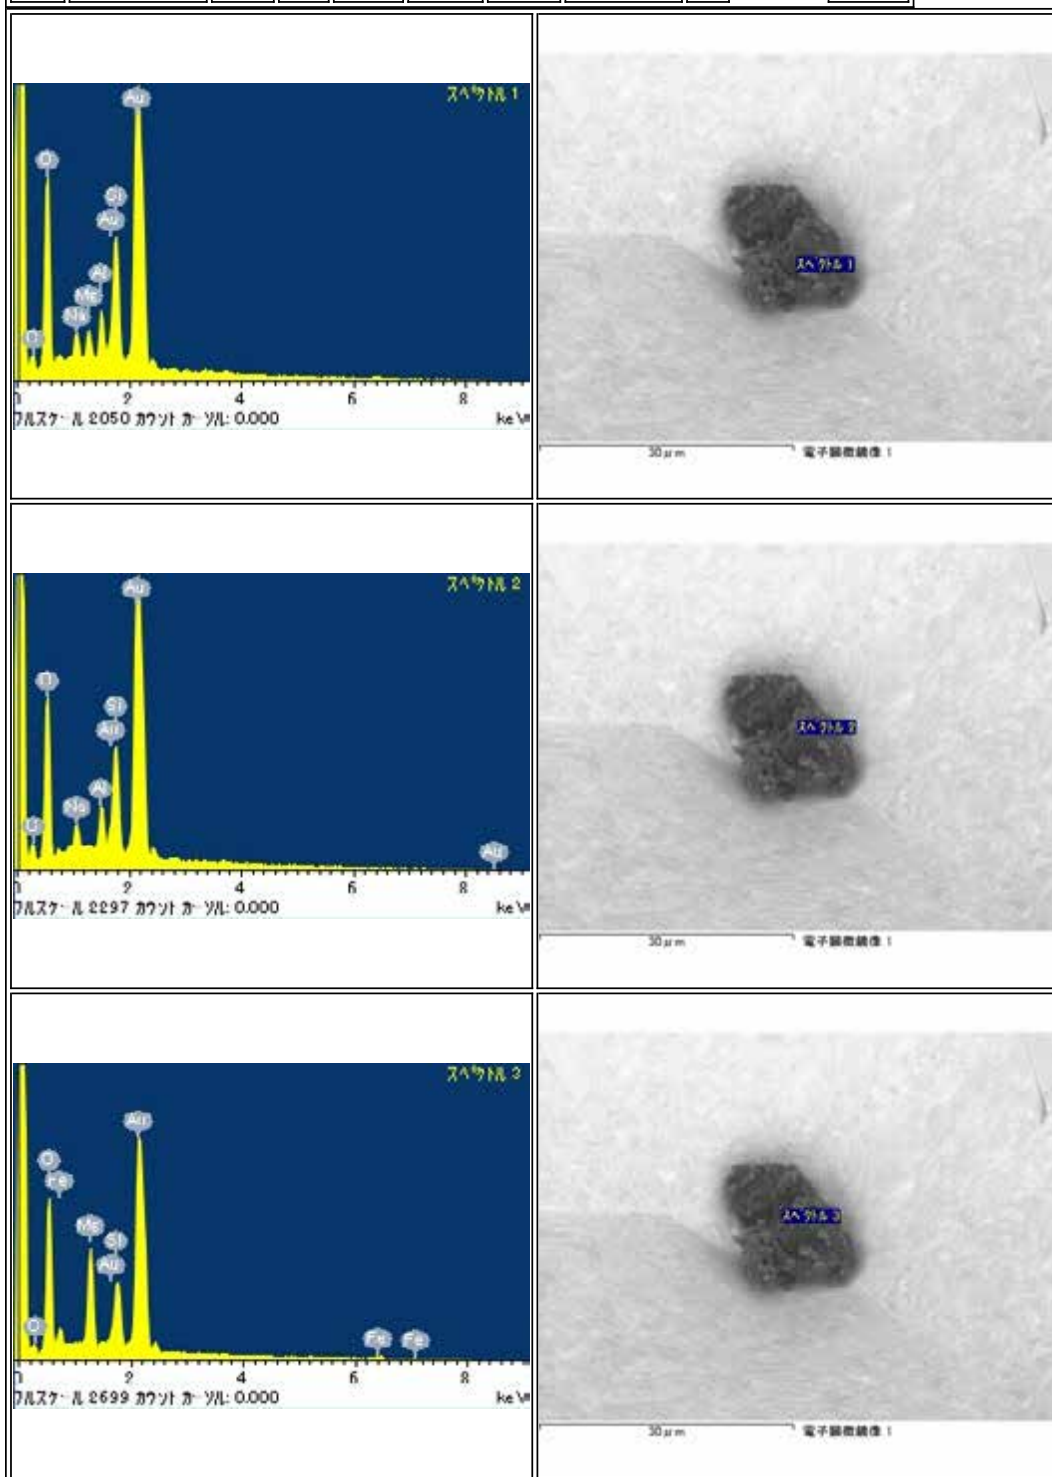 スペクトル 1
Au
O
Si
Au
Al
Mg
Na
C
0 2 4 6 8
フルスケール 2050 カウント カーソル: 0.000
keV
スペクトル 1
30μm
電子顕微鏡像 1
スペクトル 2
Au
O
Si
Au
Al
Na
C
Au
0 2 4 6 8
フルスケール 2297 カウント カーソル: 0.000
keV
スペクトル 2
30μm
電子顕微鏡像 1
スペクトル 3
Au
O
Fe
Mg
Si
Au
C
Fe
Fe
0 2 4 6 8
フルスケール 2699 カウント カーソル: 0.000
keV
スペクトル 3
30μm
電子顕微鏡像 1